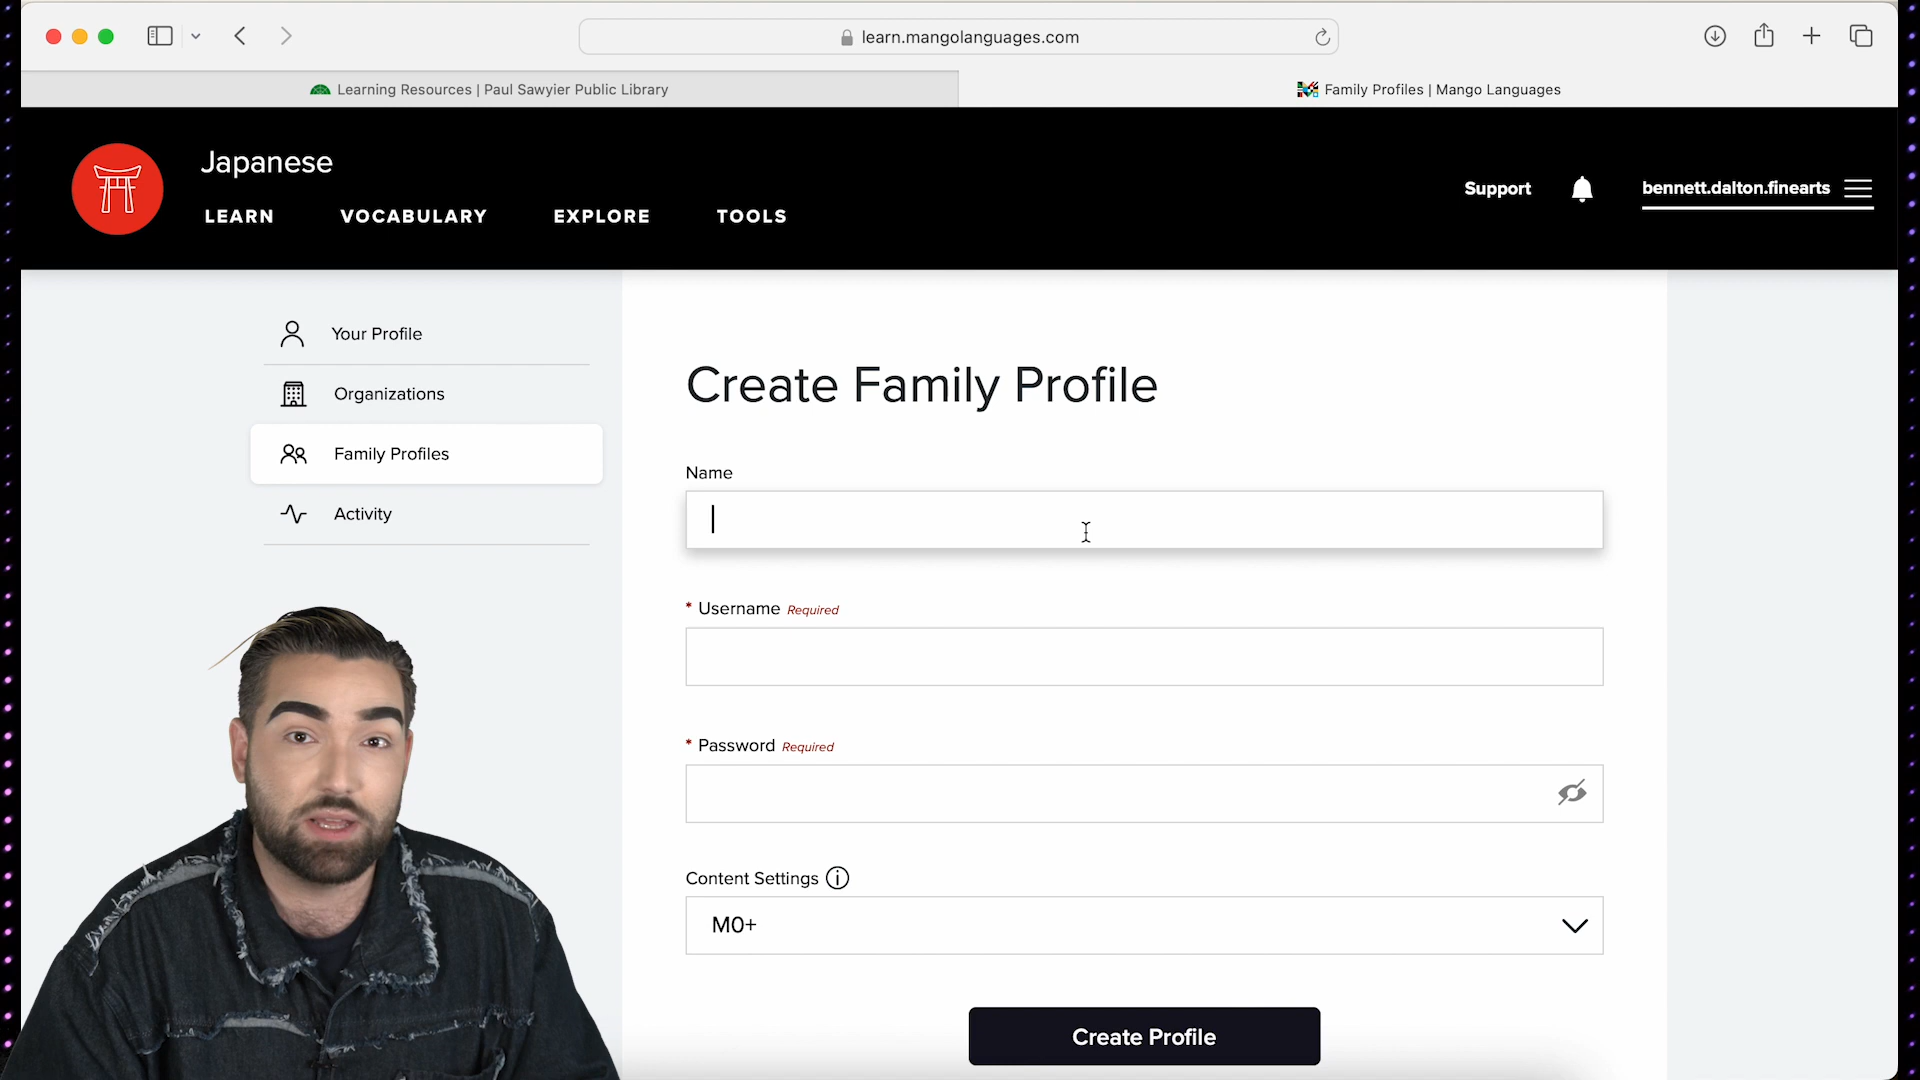 learn.mangolanguages.com
Learning Resources | Paul Sawyier Public Library
Family Profiles | Mango Languages
Japanese
LEARN
VOCABULARY
EXPLORE
TOOLS
Support
bennett.dalton.finearts
Your Profile
Organizations
Family Profiles
Activity
Create Family Profile
Name
* Username Required
* Password Required
Content Settings
M0+
Create Profile